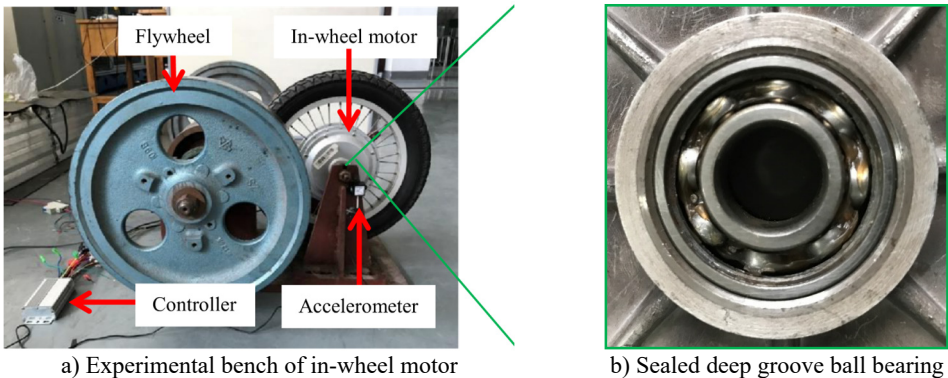 Flywheel
In-wheel motor
Controller
Accelerometer
a) Experimental bench of in-wheel motor
b) Sealed deep groove ball bearing